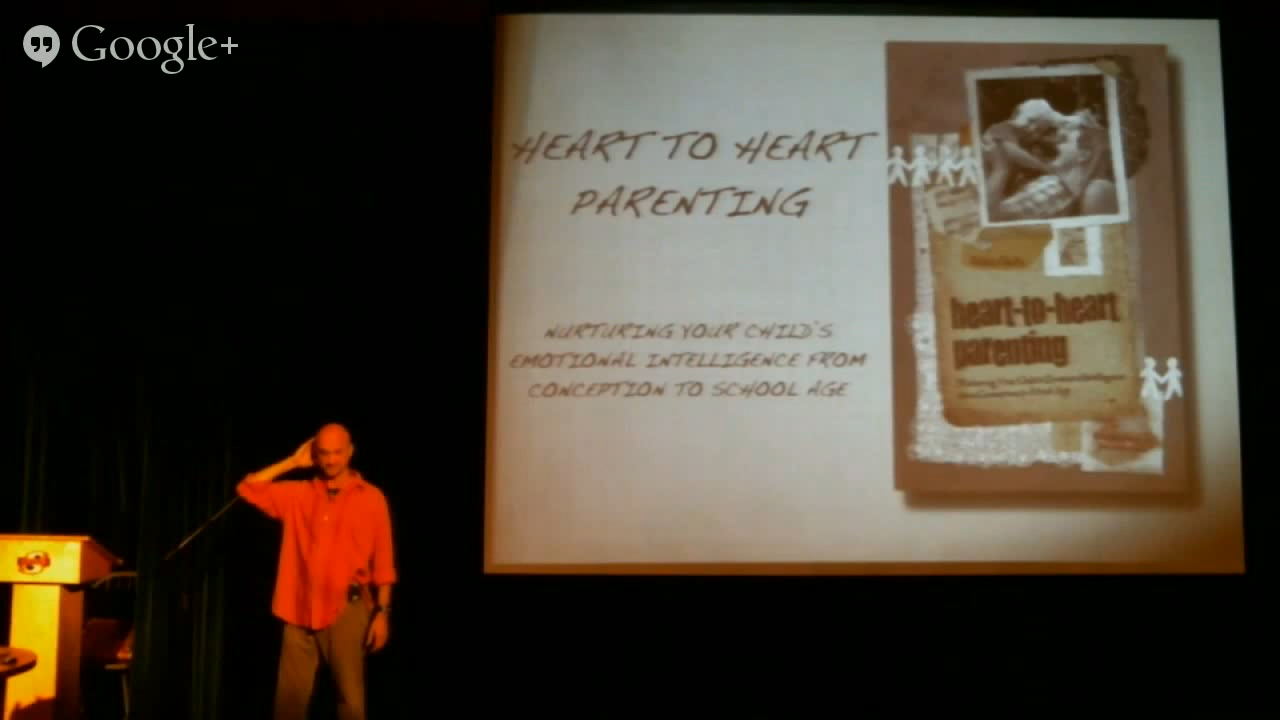 Google+
HEART TO HEART
PARENTING
NURTURING YOUR CHILD'S
EMOTIONAL INTELLIGENCE FROM
CONCEPTION TO SCHOOL AGE
heart-to-heart
parenting